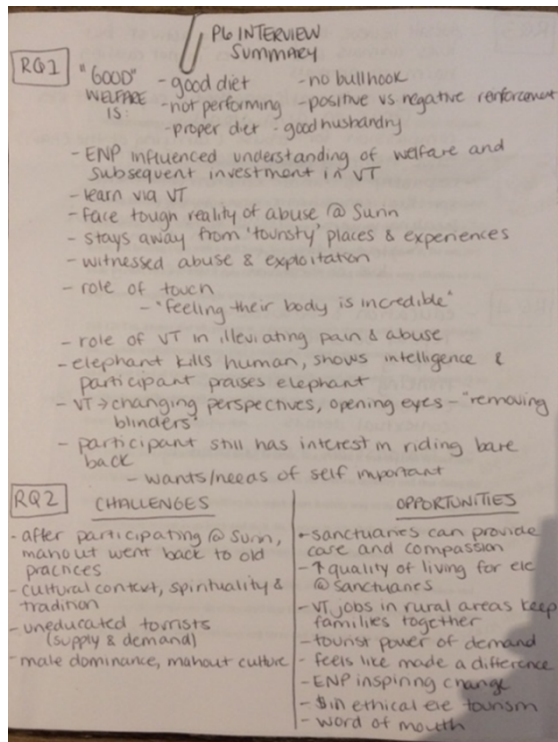 P6 INTERVIEW
SUMMARY
RQ1
"GOOD"
WELFARE
IS:
- good diet - no bullhook
- not performing - positive vs negative reinforcement
- proper diet - good husbandry
- ENP influenced understanding of welfare and
subsequent investment in VT
- learn via VT
- face tough reality of abuse @ Surin
- stays away from 'touristy' places & experiences
- witnessed abuse & exploitation
- role of touch
- "feeling their body is incredible"
- role of VT in illeviating pain & abuse
- elephant kills human, shows intelligence &
participant praises elephant
- VT → changing perspectives, opening eyes - "removing
blinders"
- participant still has interest in riding bare
back
- wants/needs of self important
RQ2
CHALLENGES
- after participating @ Surin,
mahout went back to old
practices
- cultural context, spirituality &
tradition
- uneducated tourists
(supply & demand)
- male dominance, mahout culture
OPPORTUNITIES
- sanctuaries can provide
care and compassion
- ↑ quality of living for ele
@ sanctuaries
- VT jobs in rural areas keep
families together
- tourist power of demand
- feels like made a difference
- ENP inspiring change
- $ in ethical ele tourism
- word of mouth